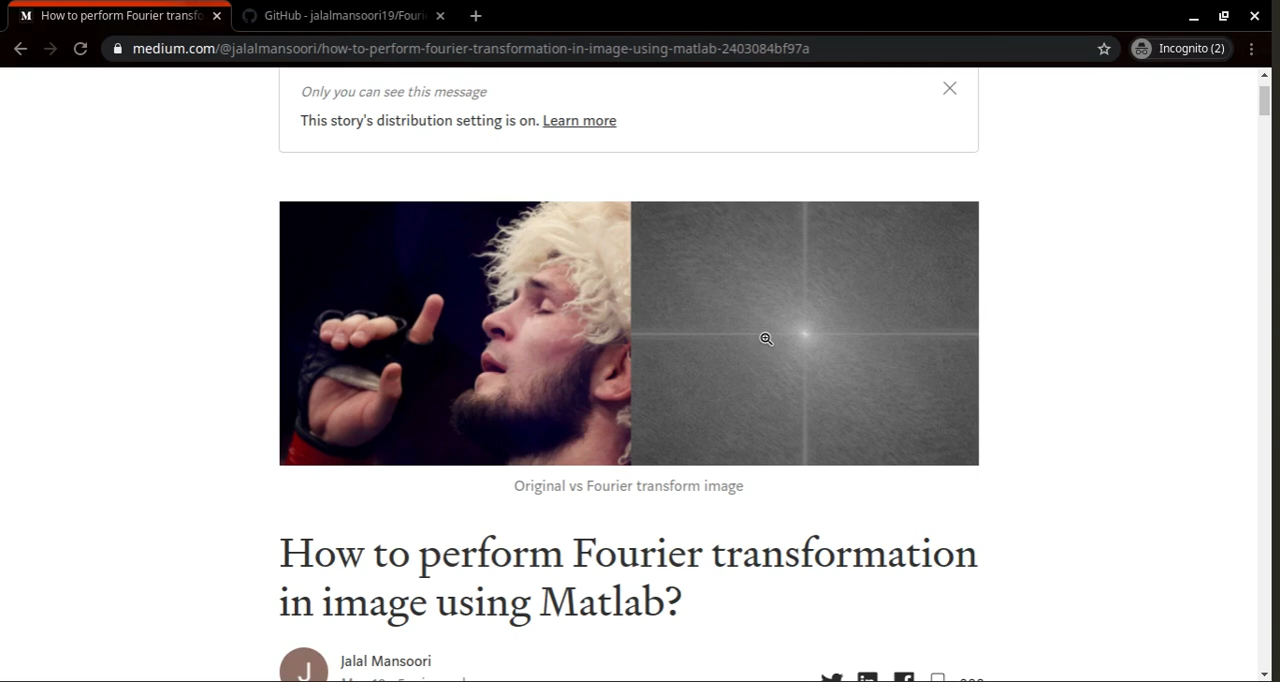 How to perform Fourier transfo
GitHub - jalalmansoori19/Fouri
medium.com/@jalalmansoori/how-to-perform-fourier-transformation-in-image-using-matlab-2403084bf97a
Incognito (2)
Only you can see this message
This story's distribution setting is on. Learn more
Original vs Fourier transform image
How to perform Fourier transformation
in image using Matlab?
J
Jalal Mansoori